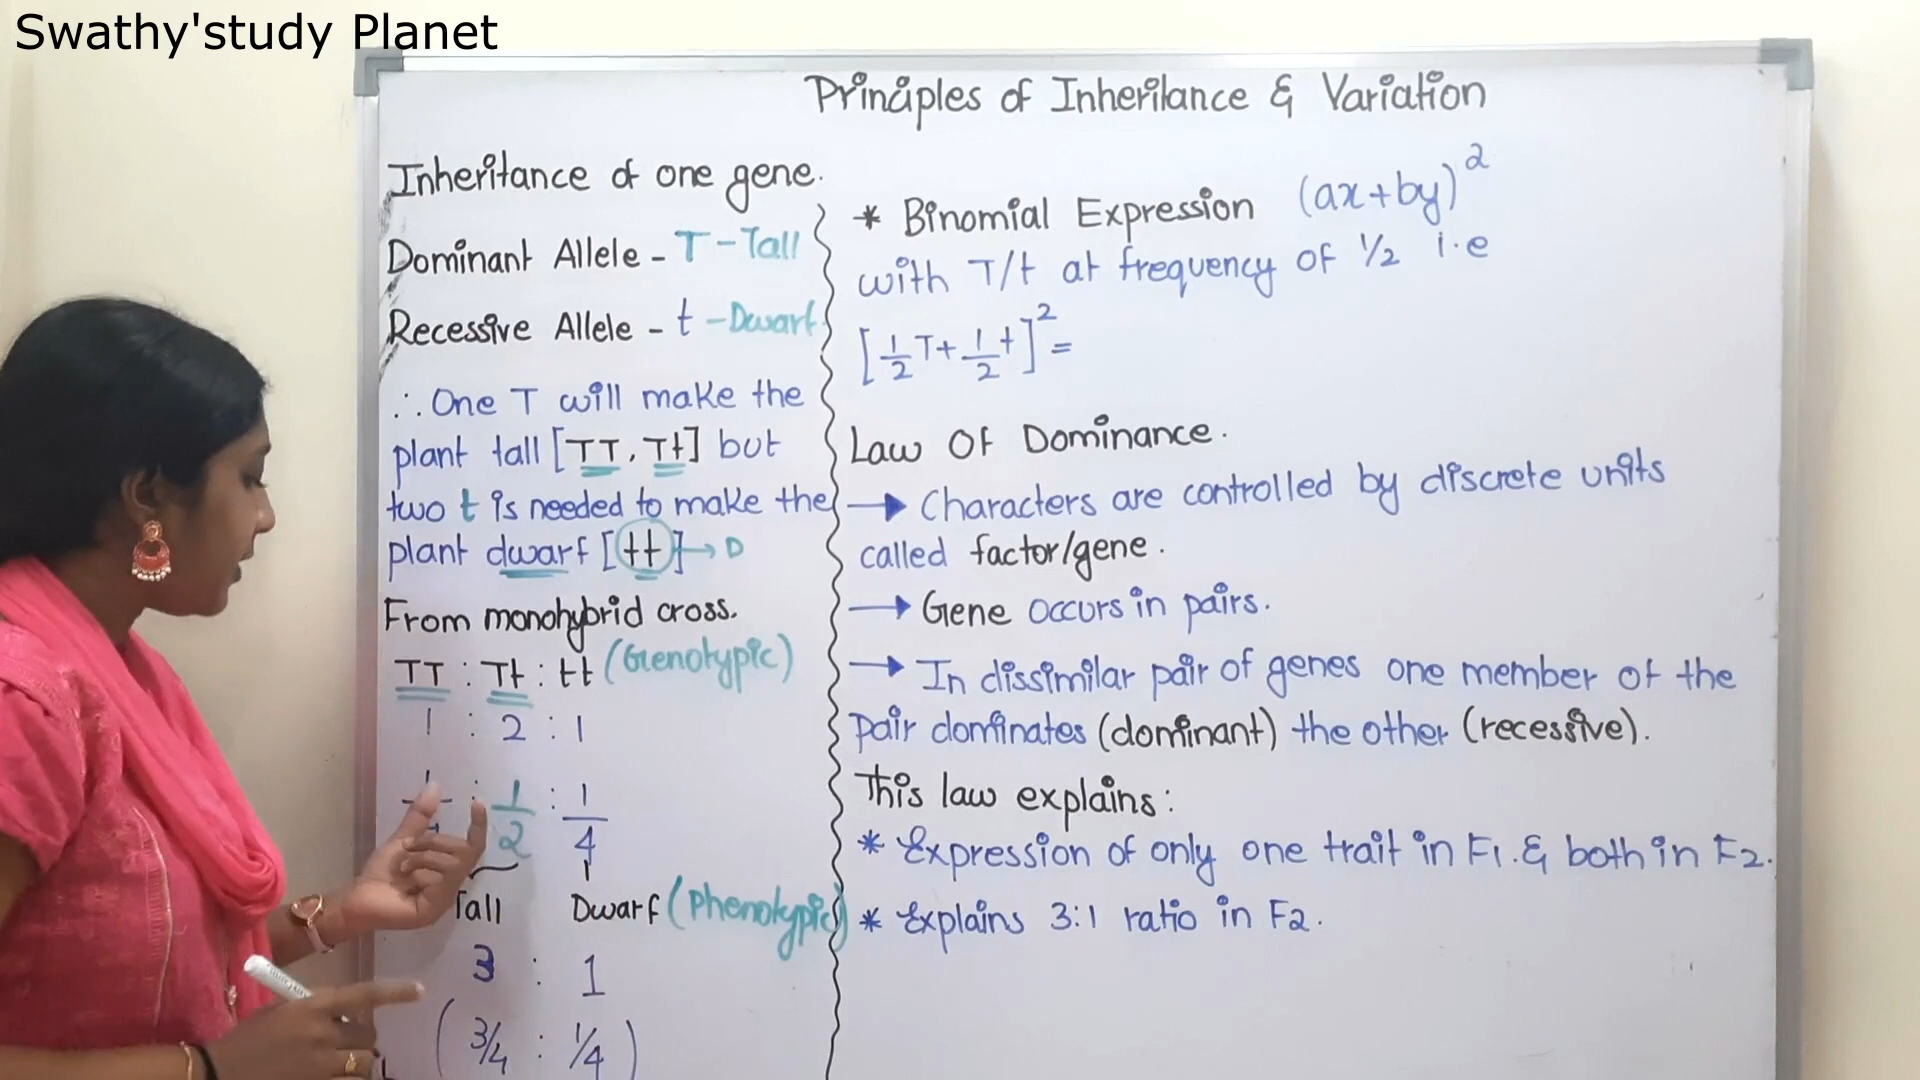 Swathy'study Planet
Principles of Inheritance & Variation
Inheritance of one gene.
Dominant Allele - T - Tall
Recessive Allele - t - Dwarf
∴ One T will make the
plant tall [TT, Tt] but
two t is needed to make the
plant dwarf [tt] → D
From monohybrid cross.
TT : Tt : tt (Genotypic)
1 : 2 : 1
: 1/2 : 1/4
Tall Dwarf (Phenotypic)
3 : 1
(3/4 : 1/4)
* Binomial Expression (ax+by)²
with T/t at frequency of 1/2 i.e
[1/2 T + 1/2 t]² =
Law Of Dominance.
→ Characters are controlled by discrete units
called factor/gene.
→ Gene occurs in pairs.
→ In dissimilar pair of genes one member of the
pair dominates (dominant) the other (recessive).
This law explains:
* Expression of only one trait in F1. & both in F2.
* Explains 3:1 ratio in F2.